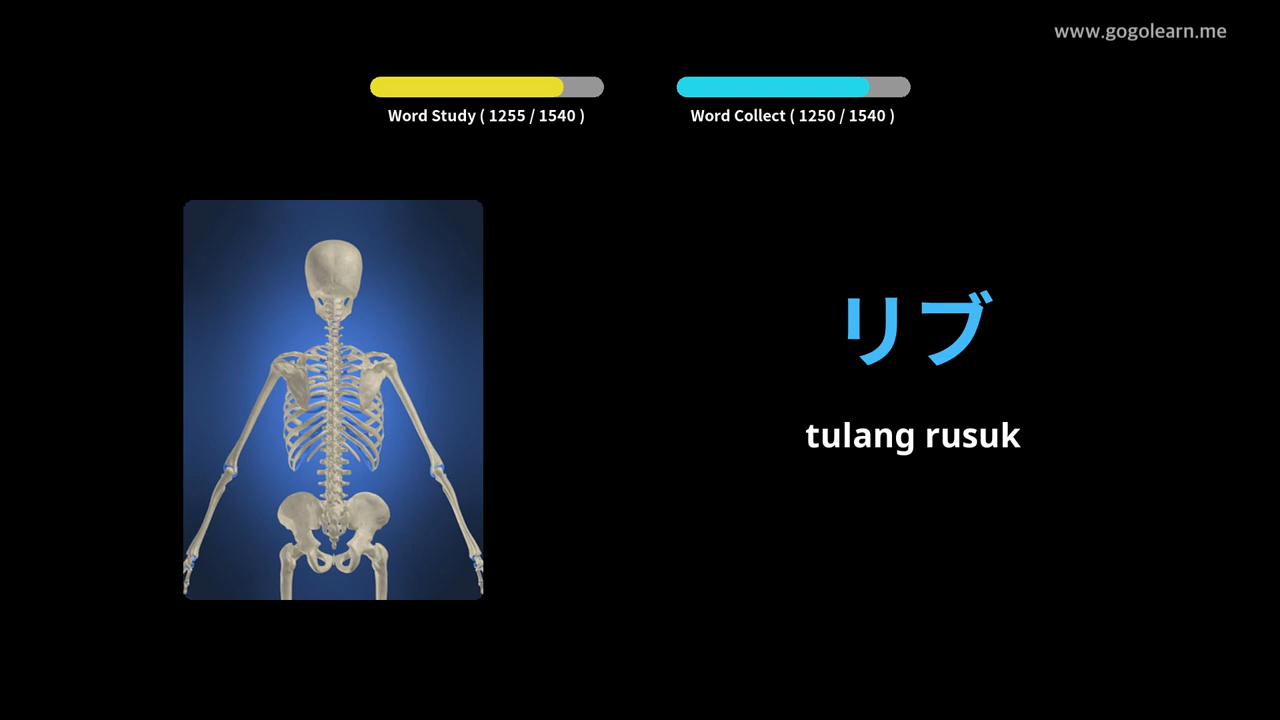 www.gogolearn.me
Word Study ( 1255 / 1540 )
Word Collect ( 1250 / 1540 )
リブ
tulang rusuk